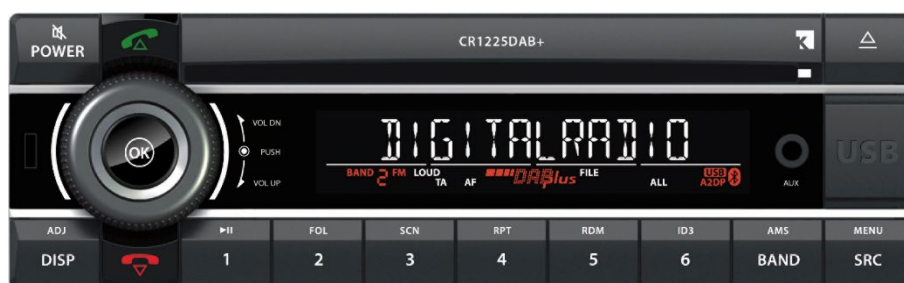 POWER
CR1225DAB+
K
VOL DN
PUSH
VOL UP
OK
DIGITALRADIO
BAND 2 FM LOUD TA AF DABplus FILE ALL USB A2DP
AUX
USB
ADJ
DISP
1
FOL
2
SCN
3
RPT
4
RDM
5
ID3
6
AMS
BAND
MENU
SRC